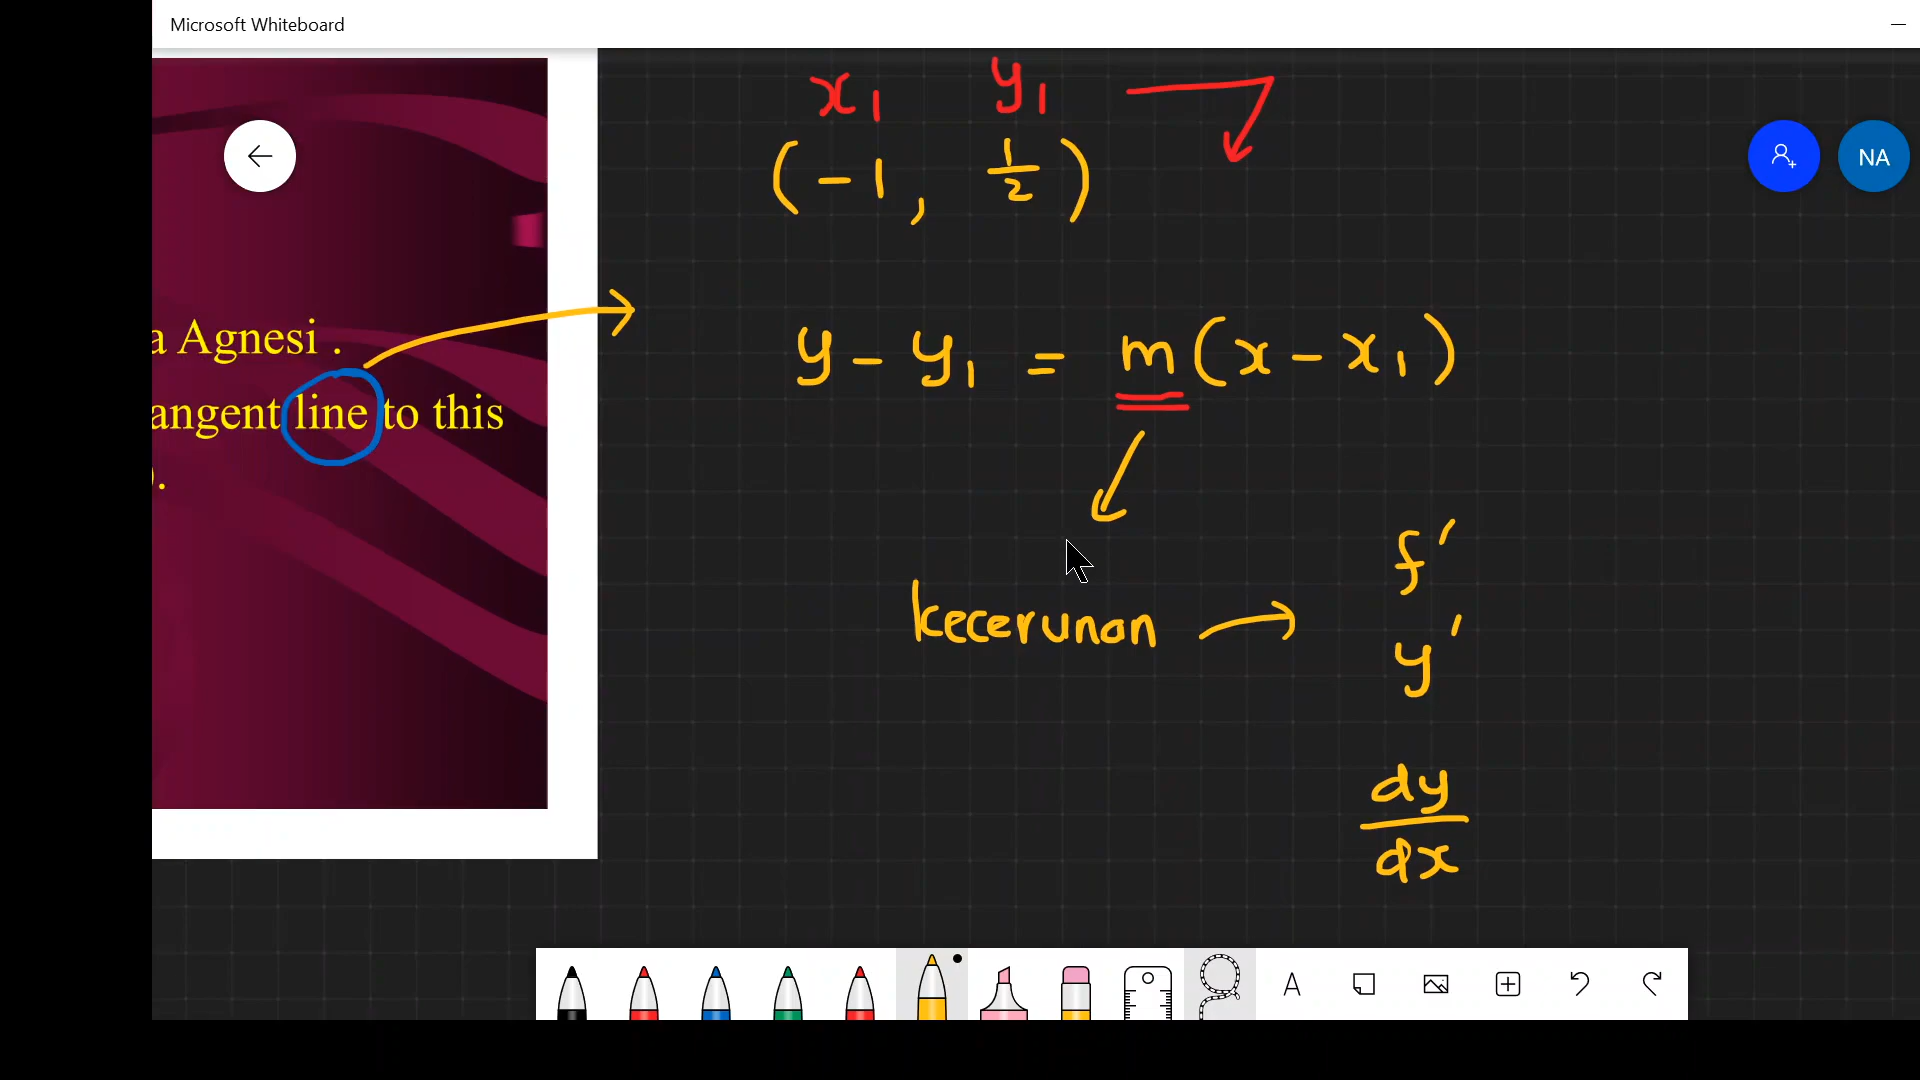 Microsoft Whiteboard
x₁ y₁
(-1, 1/2)
NA
a Agnesi .
angent line to this
).
y - y₁ = m(x - x₁)
kecerunan → f'
y'
dy/dx
A